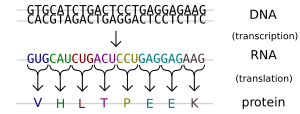 GTGCATCTGACTCCTGAGGAGAAG
CACGTAGACTGAGGACTCCTCTTC
DNA
(transcription)
GUGCAUCUGACUCCUGAGGAGAAG
RNA
(translation)
V H L T P E E K
protein